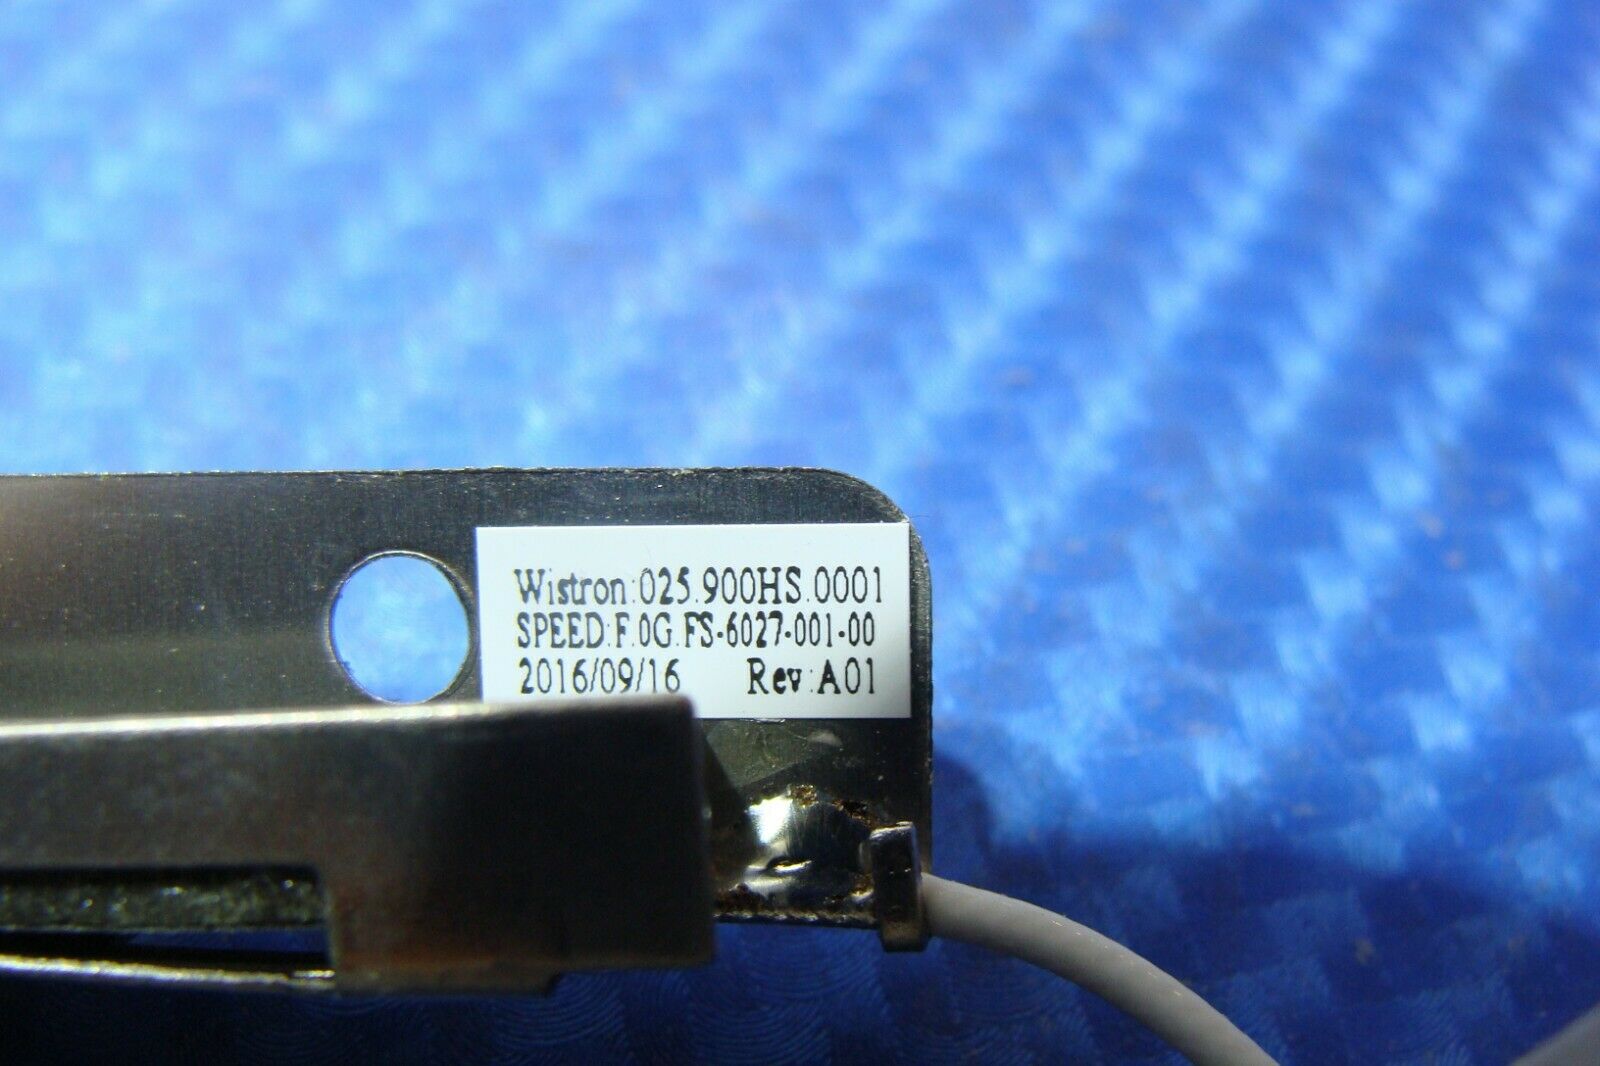 Wistron:025.900HS.0001
SPEED:F.0G.FS-6027-001-00
2016/09/16 Rev:A01